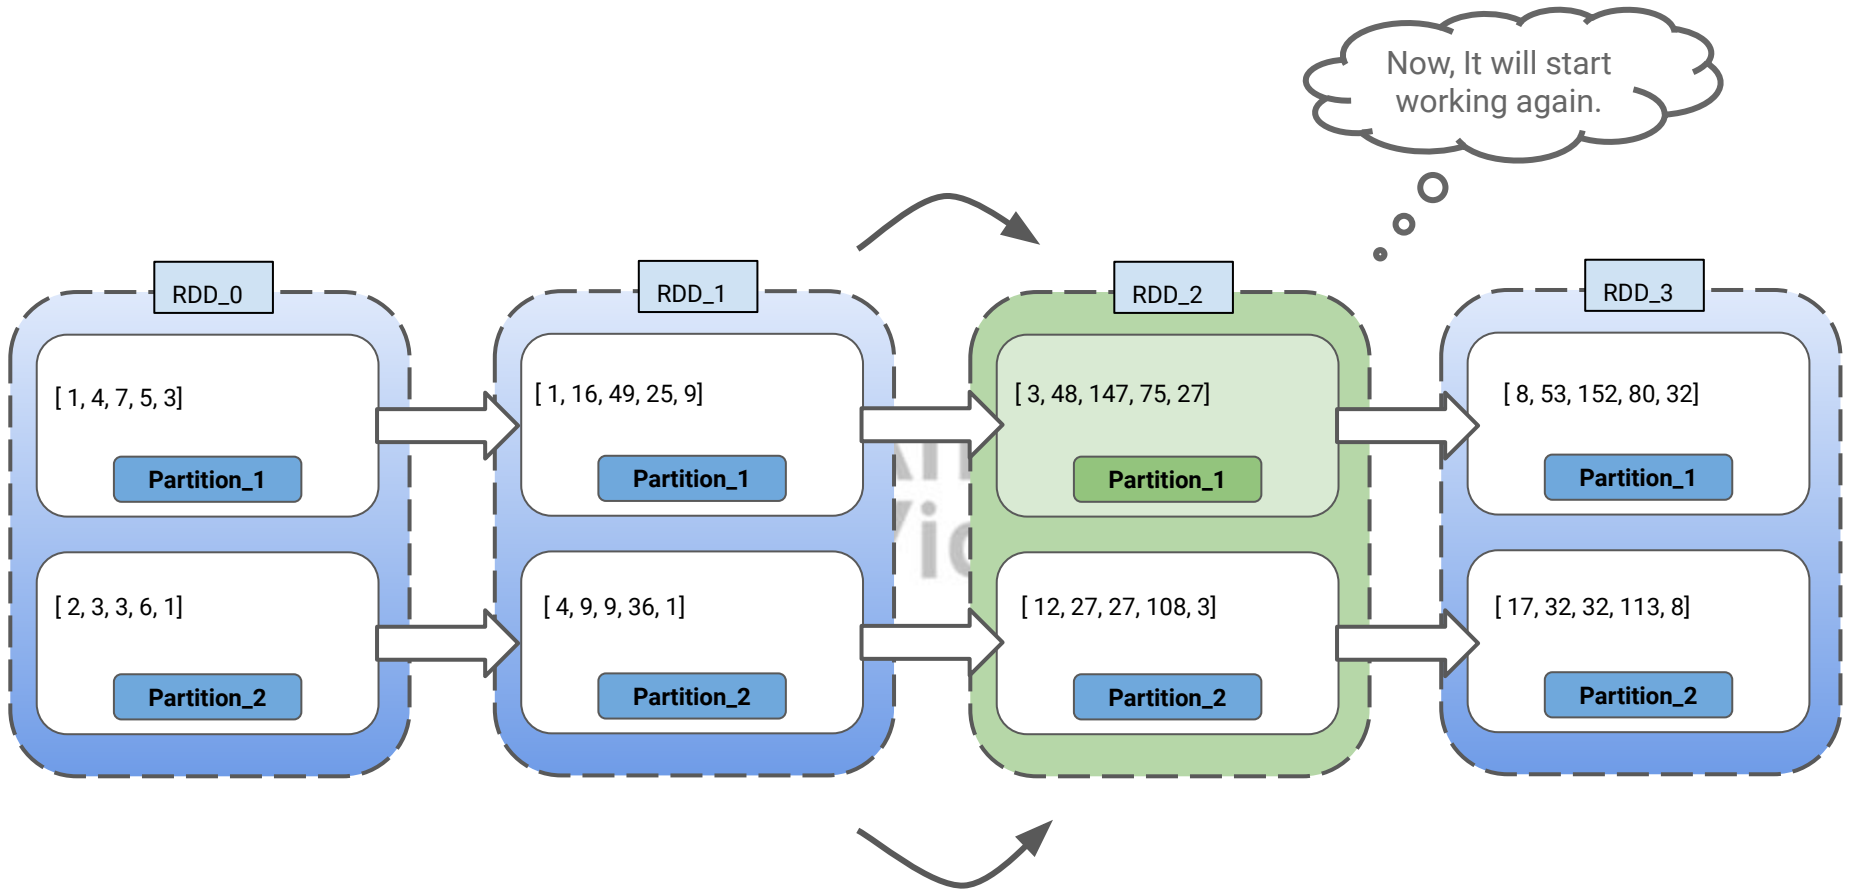 Now, It will start
working again.
RDD_0
RDD_1
RDD_2
RDD_3
[ 1, 4, 7, 5, 3]
[ 1, 16, 49, 25, 9]
[ 3, 48, 147, 75, 27]
[ 8, 53, 152, 80, 32]
Partition_1
Partition_1
Partition_1
Partition_1
[ 2, 3, 3, 6, 1]
[ 4, 9, 9, 36, 1]
[ 12, 27, 27, 108, 3]
[ 17, 32, 32, 113, 8]
Partition_2
Partition_2
Partition_2
Partition_2